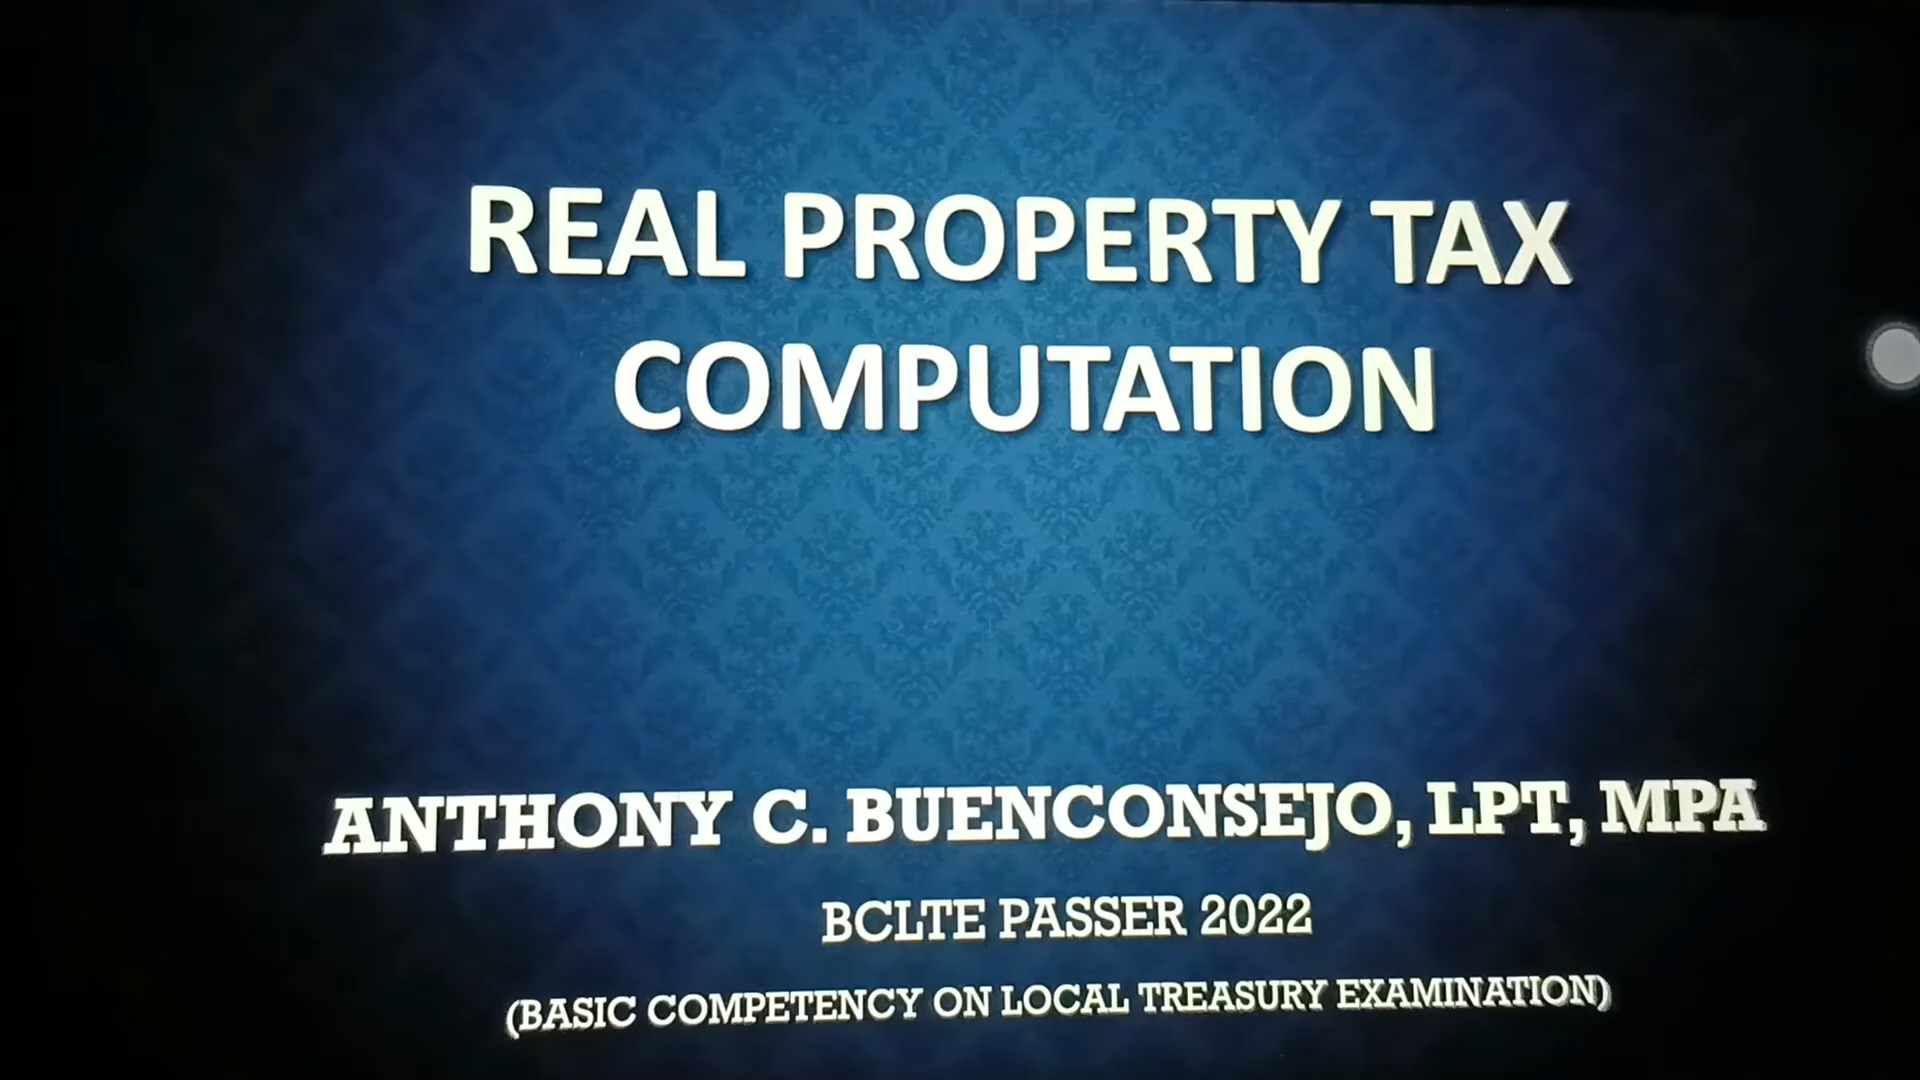 REAL PROPERTY TAX
COMPUTATION
ANTHONY C. BUENCONSEJO, LPT, MPA
BCLTE PASSER 2022
(BASIC COMPETENCY ON LOCAL TREASURY EXAMINATION)